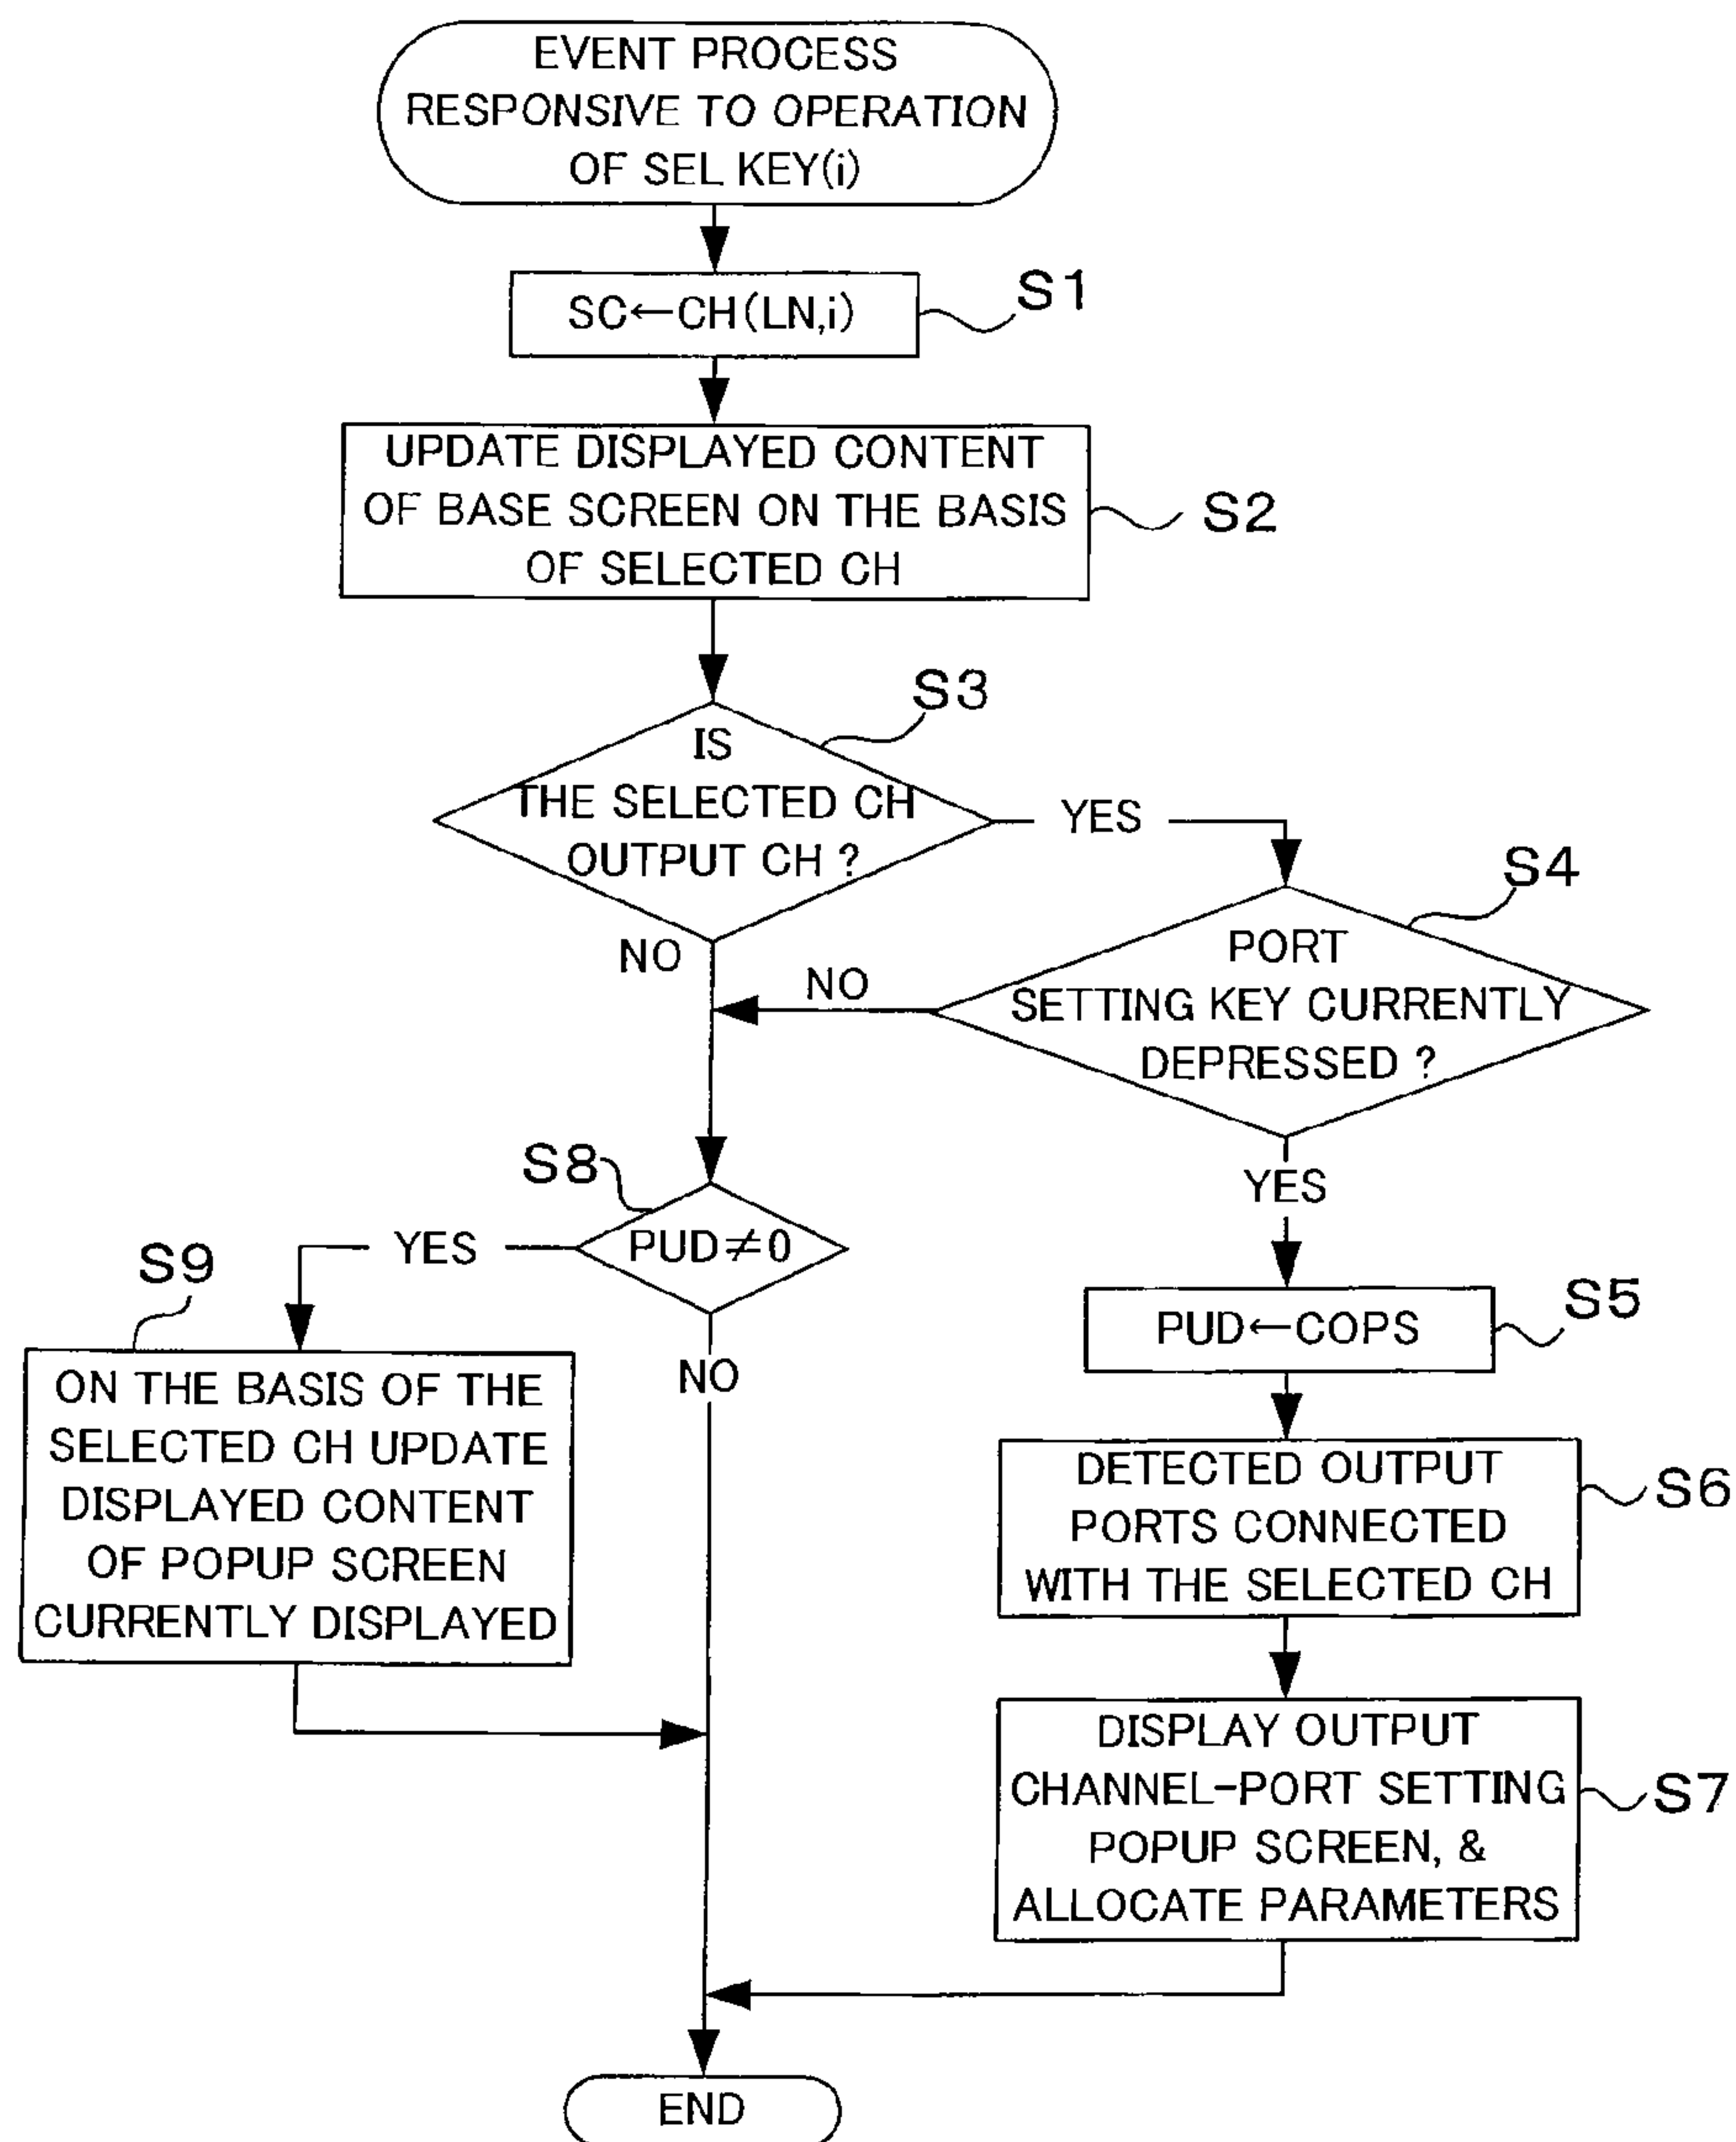 EVENT PROCESS
RESPONSIVE TO OPERATION
OF SEL KEY(i)
SC←CH(LN,i)
S1
UPDATE DISPLAYED CONTENT
OF BASE SCREEN ON THE BASIS
OF SELECTED CH
S2
S3
IS
THE SELECTED CH
OUTPUT CH ?
YES
NO
S4
PORT
SETTING KEY CURRENTLY
DEPRESSED ?
NO
YES
S8
PUD≠0
YES
NO
S9
ON THE BASIS OF THE
SELECTED CH UPDATE
DISPLAYED CONTENT
OF POPUP SCREEN
CURRENTLY DISPLAYED
PUD←COPS
S5
DETECTED OUTPUT
PORTS CONNECTED
WITH THE SELECTED CH
S6
DISPLAY OUTPUT
CHANNEL-PORT SETTING
POPUP SCREEN, &
ALLOCATE PARAMETERS
S7
END